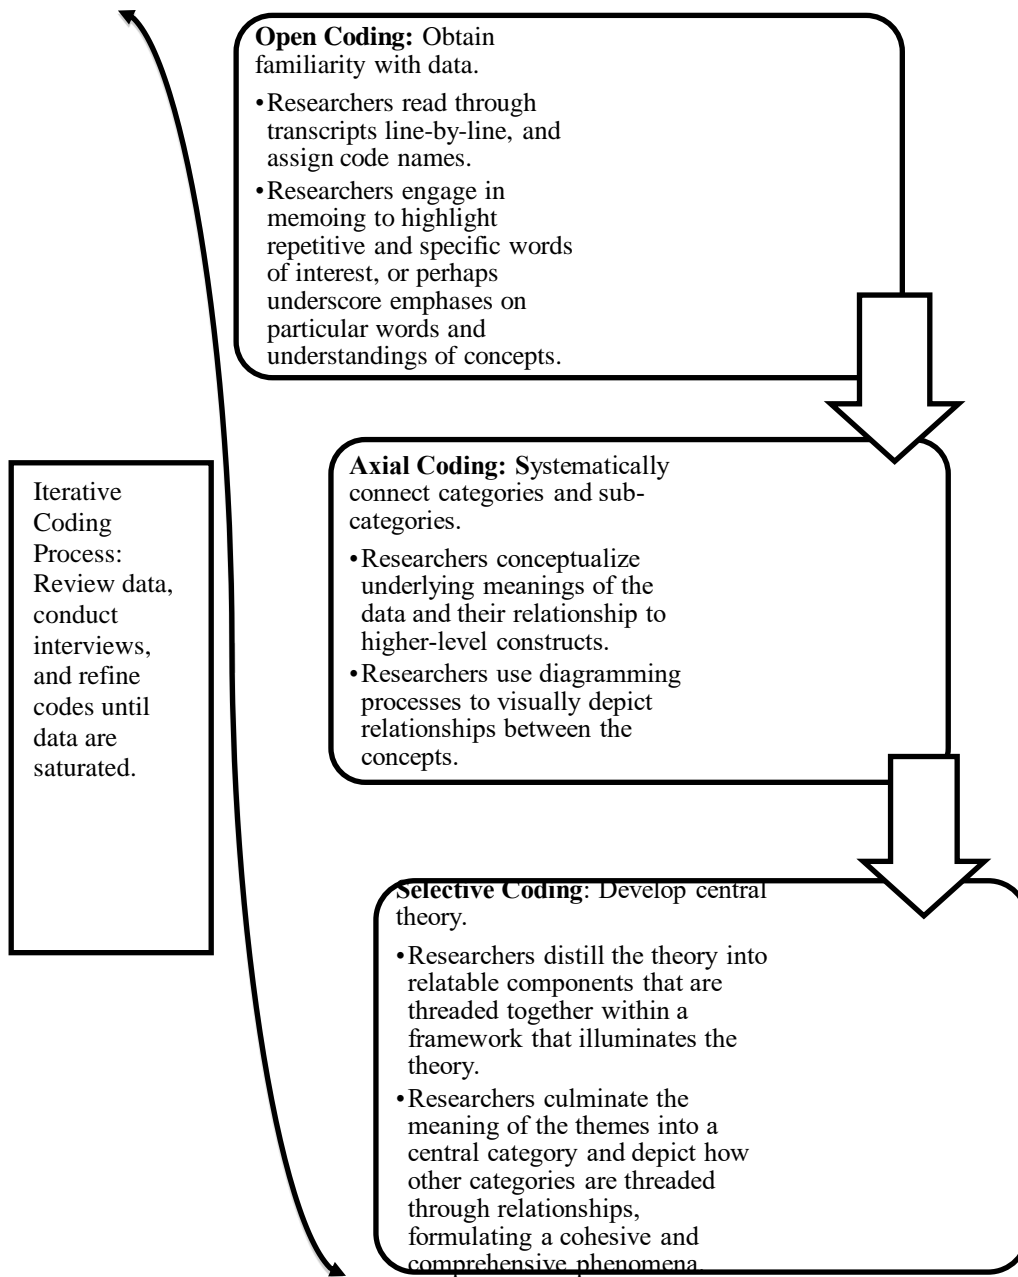 Open Coding: Obtain
familiarity with data.
•Researchers read through
transcripts line-by-line, and
assign code names.
•Researchers engage in
memoing to highlight
repetitive and specific words
of interest, or perhaps
underscore emphases on
particular words and
understandings of concepts.
Iterative
Coding
Process:
Review data,
conduct
interviews,
and refine
codes until
data are
saturated.
Axial Coding: Systematically
connect categories and sub-
categories.
•Researchers conceptualize
underlying meanings of the
data and their relationship to
higher-level constructs.
•Researchers use diagramming
processes to visually depict
relationships between the
concepts.
Selective Coding: Develop central
theory.
•Researchers distill the theory into
relatable components that are
threaded together within a
framework that illuminates the
theory.
•Researchers culminate the
meaning of the themes into a
central category and depict how
other categories are threaded
through relationships,
formulating a cohesive and
comprehensive phenomena.